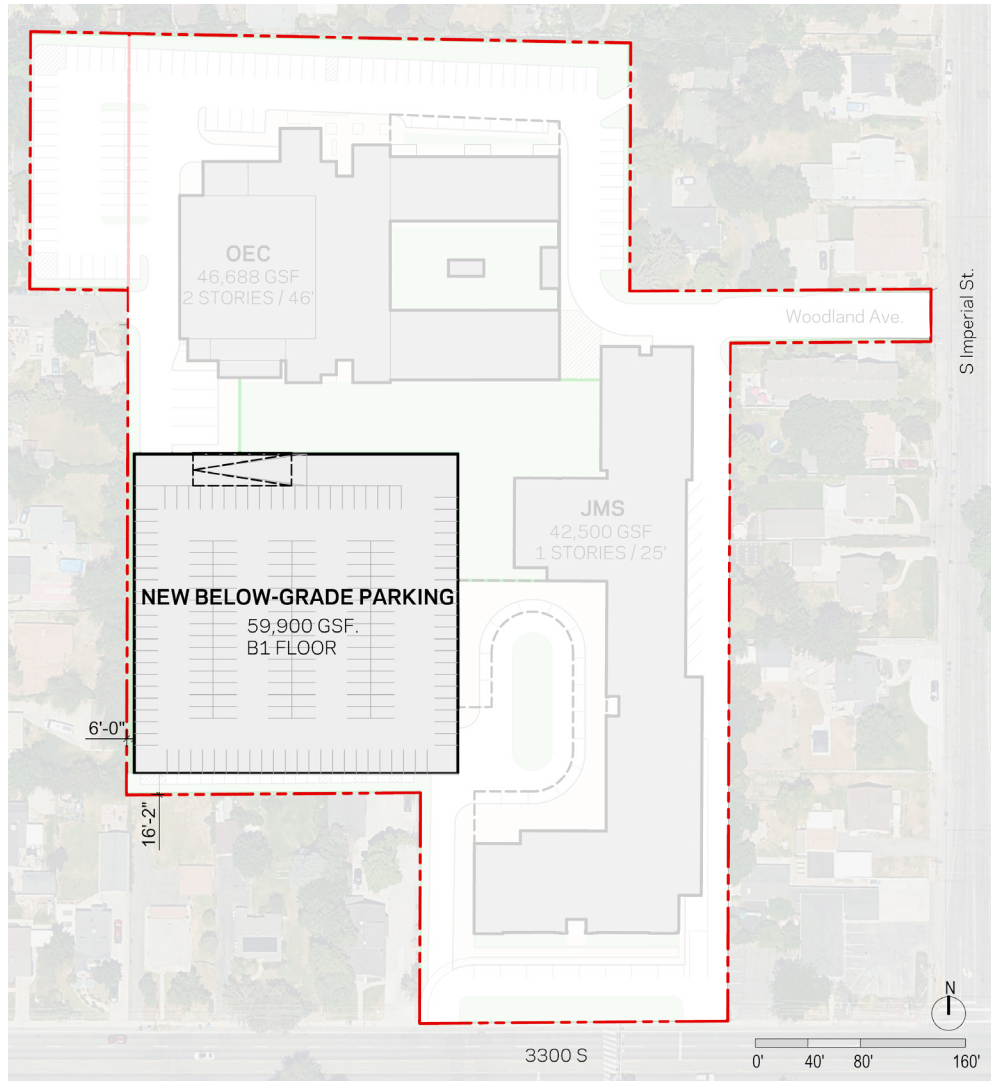 OEC
46,688 GSF
2 STORIES / 46'
Woodland Ave.
S Imperial St.
JMS
42,500 GSF
1 STORIES / 25'
NEW BELOW-GRADE PARKING
59,900 GSF.
B1 FLOOR
6'-0"
16'-2"
N
3300 S
0' 40' 80' 160'